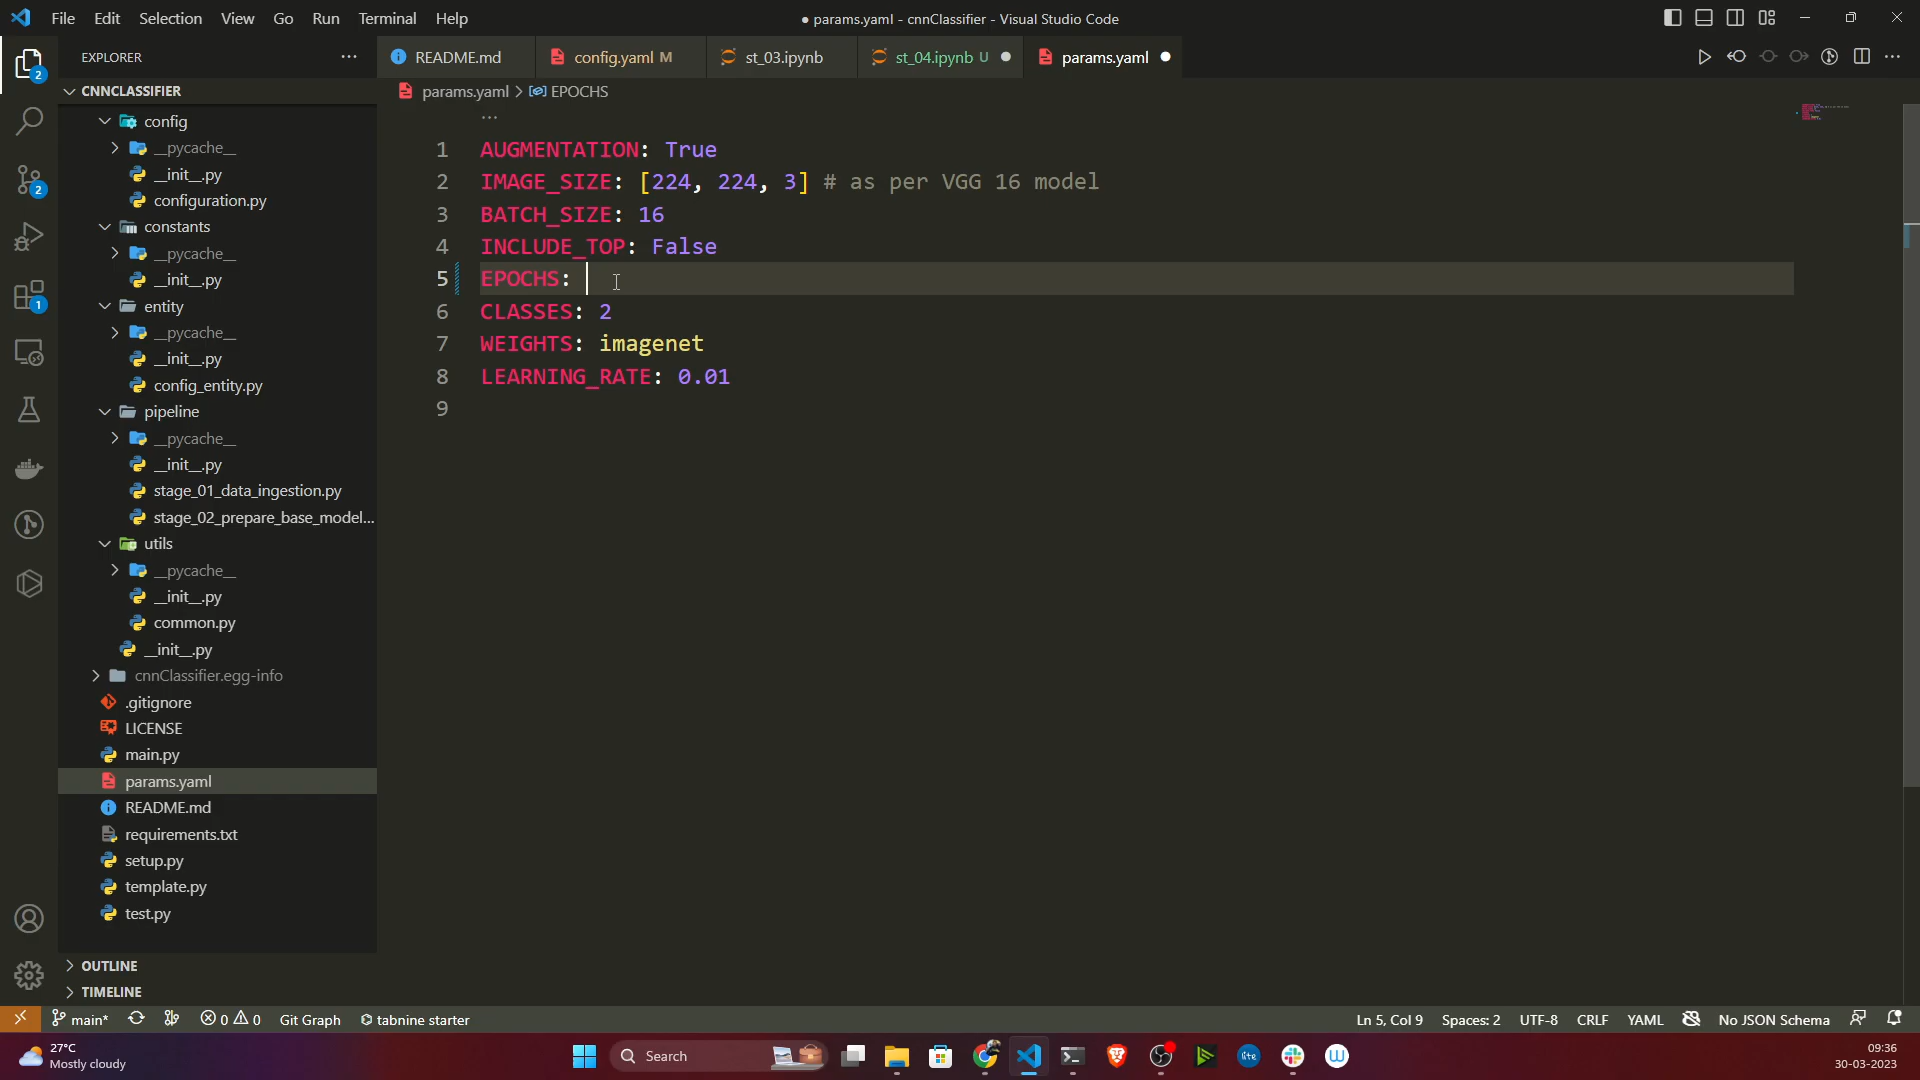 File Edit Selection View Go Run Terminal Help
● params.yaml - cnnClassifier - Visual Studio Code
EXPLORER
README.md
config.yaml M
st_03.ipynb
st_04.ipynb U
params.yaml
CNNCLASSIFIER
params.yaml > EPOCHS
config
__pycache__
__init__.py
configuration.py
constants
__pycache__
__init__.py
entity
__pycache__
__init__.py
config_entity.py
pipeline
__pycache__
__init__.py
stage_01_data_ingestion.py
stage_02_prepare_base_model...
utils
__pycache__
__init__.py
common.py
__init__.py
cnnClassifier.egg-info
.gitignore
LICENSE
main.py
params.yaml
README.md
requirements.txt
setup.py
template.py
test.py
OUTLINE
TIMELINE
2
2
1
...
1 AUGMENTATION: True
2 IMAGE_SIZE: [224, 224, 3] # as per VGG 16 model
3 BATCH_SIZE: 16
4 INCLUDE_TOP: False
5 EPOCHS:
6 CLASSES: 2
7 WEIGHTS: imagenet
8 LEARNING_RATE: 0.01
9
main* 0 0 Git Graph tabnine starter
Ln 5, Col 9 Spaces: 2 UTF-8 CRLF YAML No JSON Schema
27°C
Mostly cloudy
Search
lite
W
09:36
30-03-2023